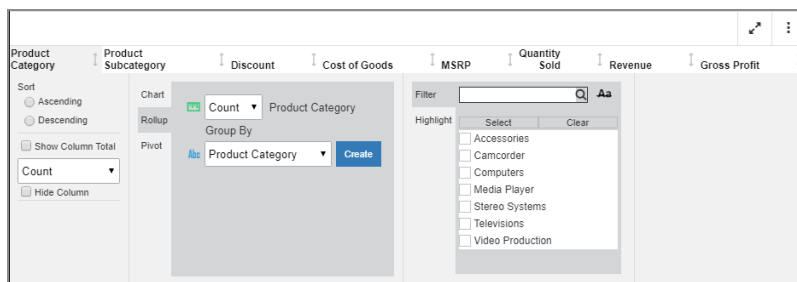 Product Category
Product Subcategory
Discount
Cost of Goods
MSRP
Quantity Sold
Revenue
Gross Profit
Sort
Ascending
Descending
Show Column Total
Count
Hide Column
Chart
Rollup
Pivot
Count
Product Category
Group By
Abc
Product Category
Create
Filter
Aa
Highlight
Select
Clear
Accessories
Camcorder
Computers
Media Player
Stereo Systems
Televisions
Video Production